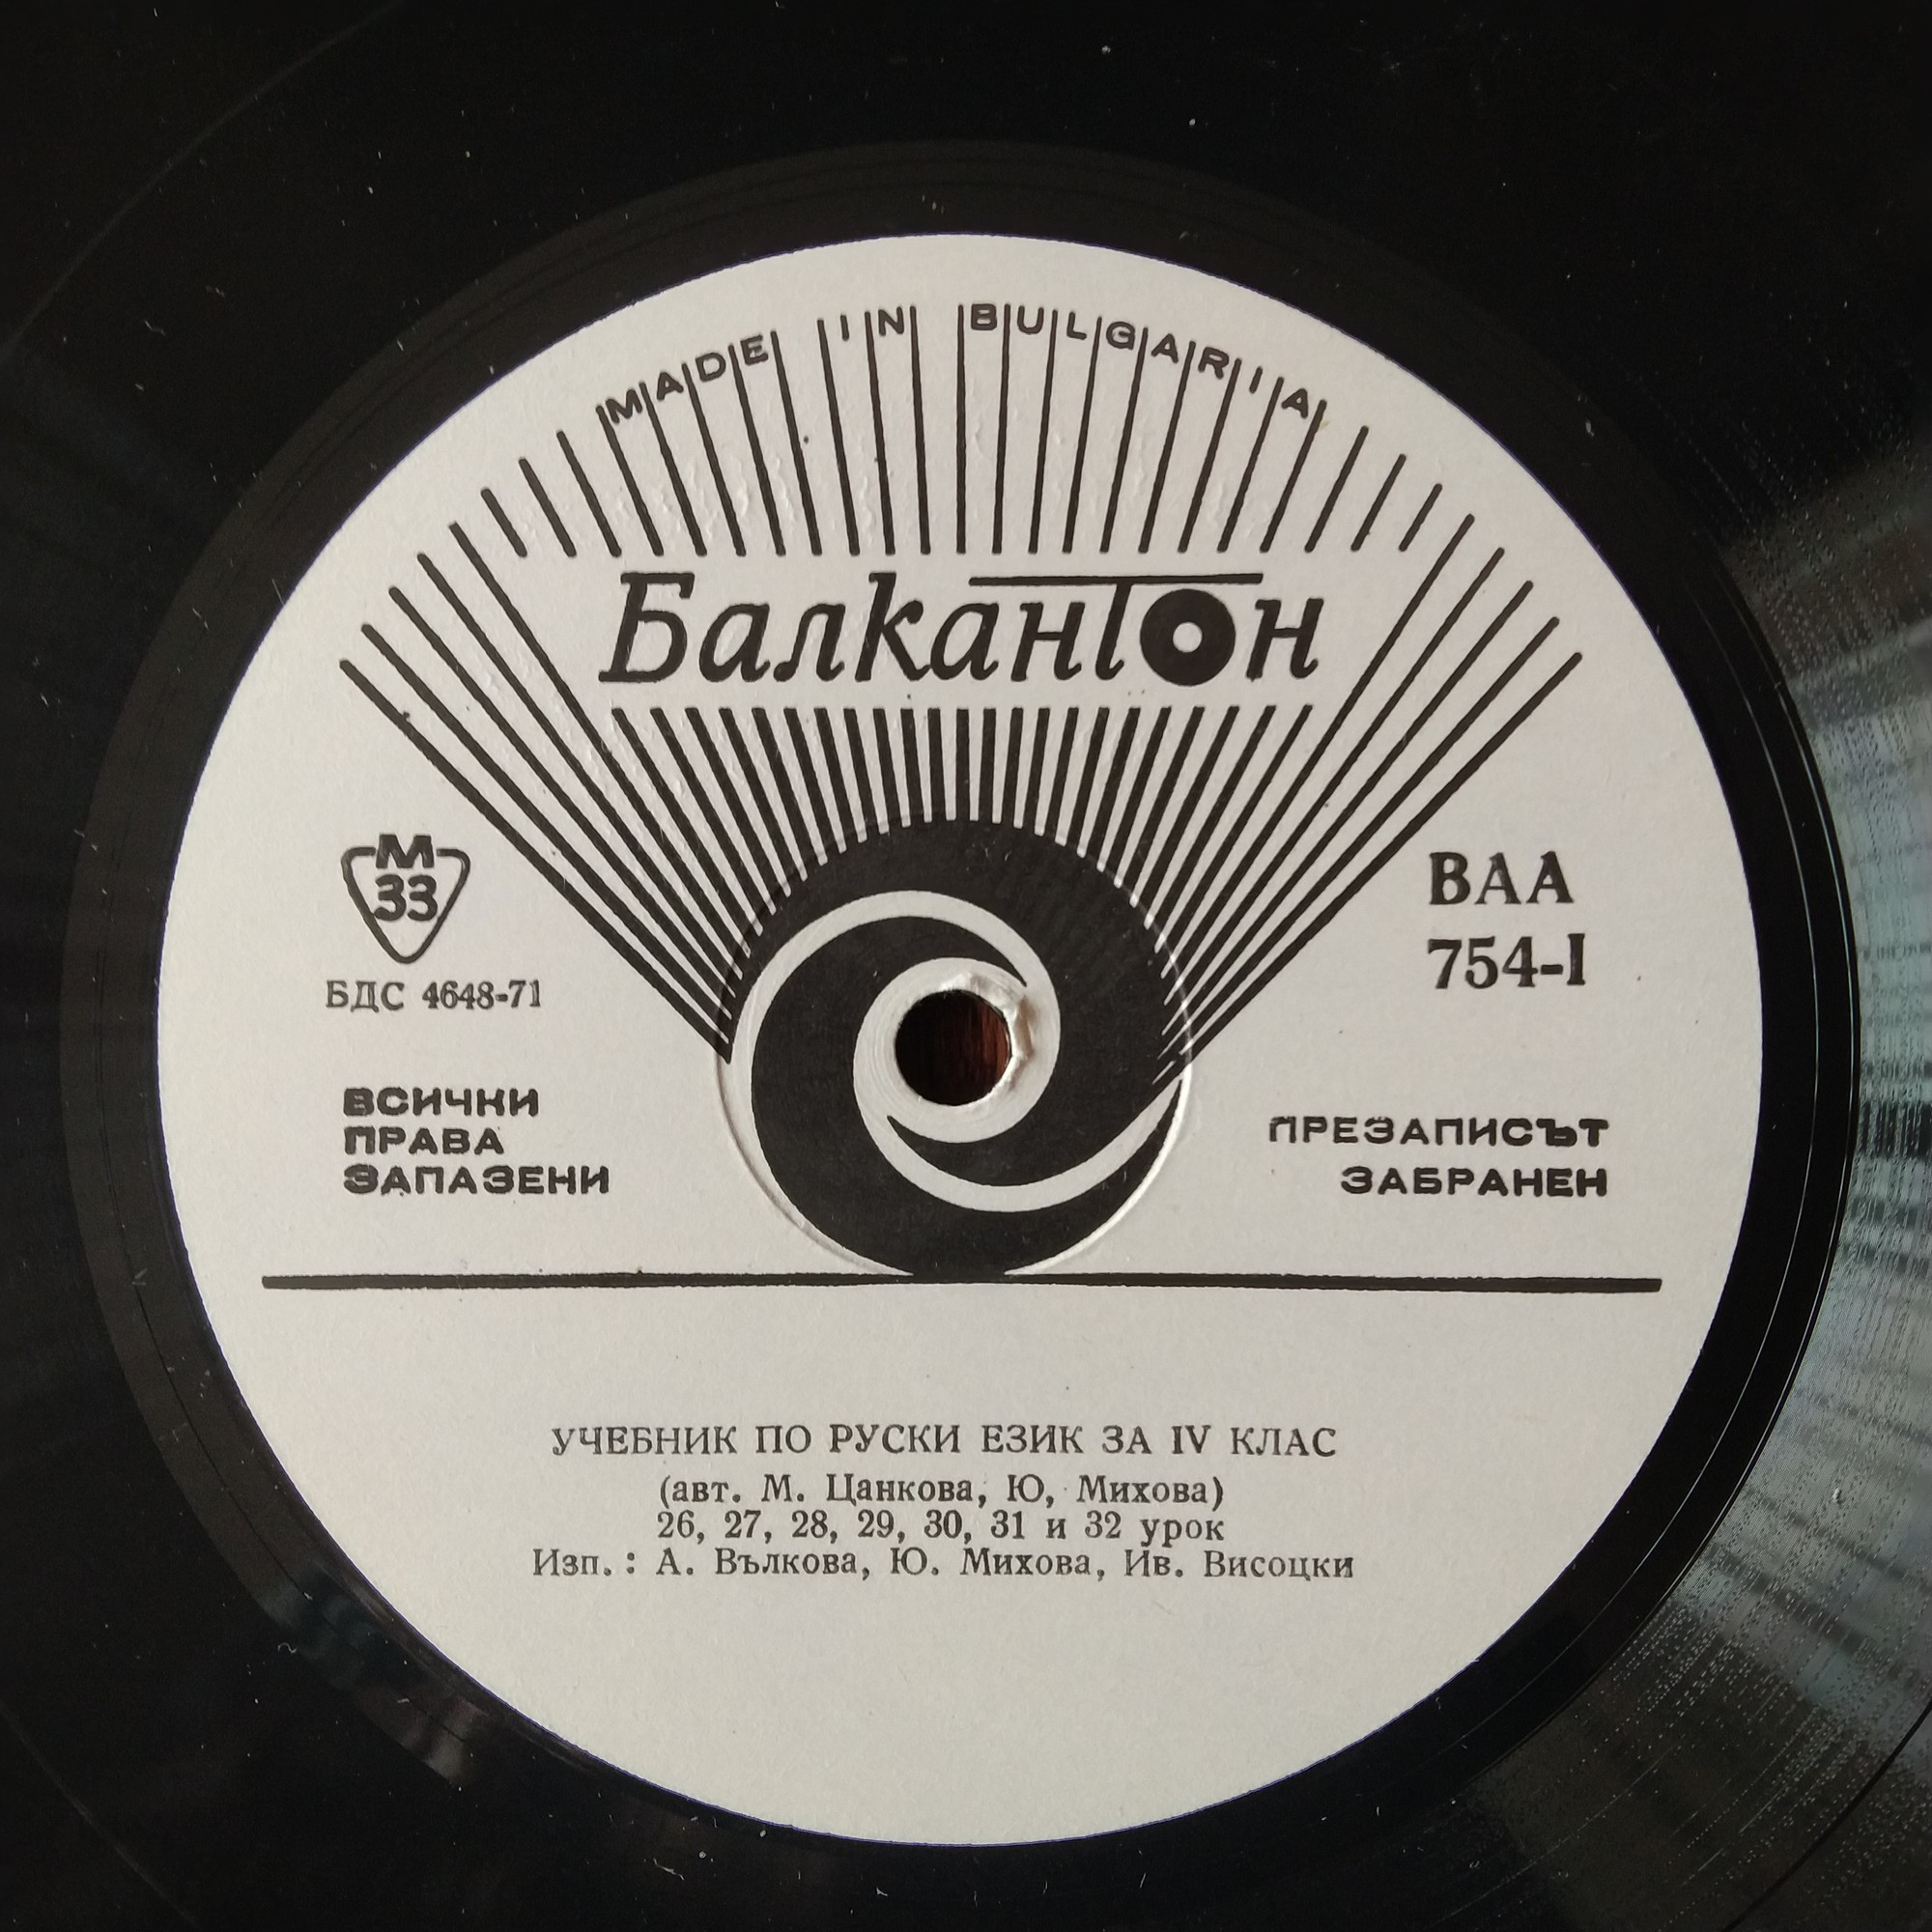 MADE IN BULGARIA
Балкантон
М
33
БДС 4648-71
ВАА
754-I
ВСИЧКИ
ПРАВА
ЗАПАЗЕНИ
ПРЕЗАПИСЪТ
ЗАБРАНЕН
УЧЕБНИК ПО РУСКИ ЕЗИК ЗА IV КЛАС
(авт. М. Цанкова, Ю, Михова)
26, 27, 28, 29, 30, 31 и 32 урок
Изп. : А. Вълкова, Ю. Михова, Ив. Висоцки